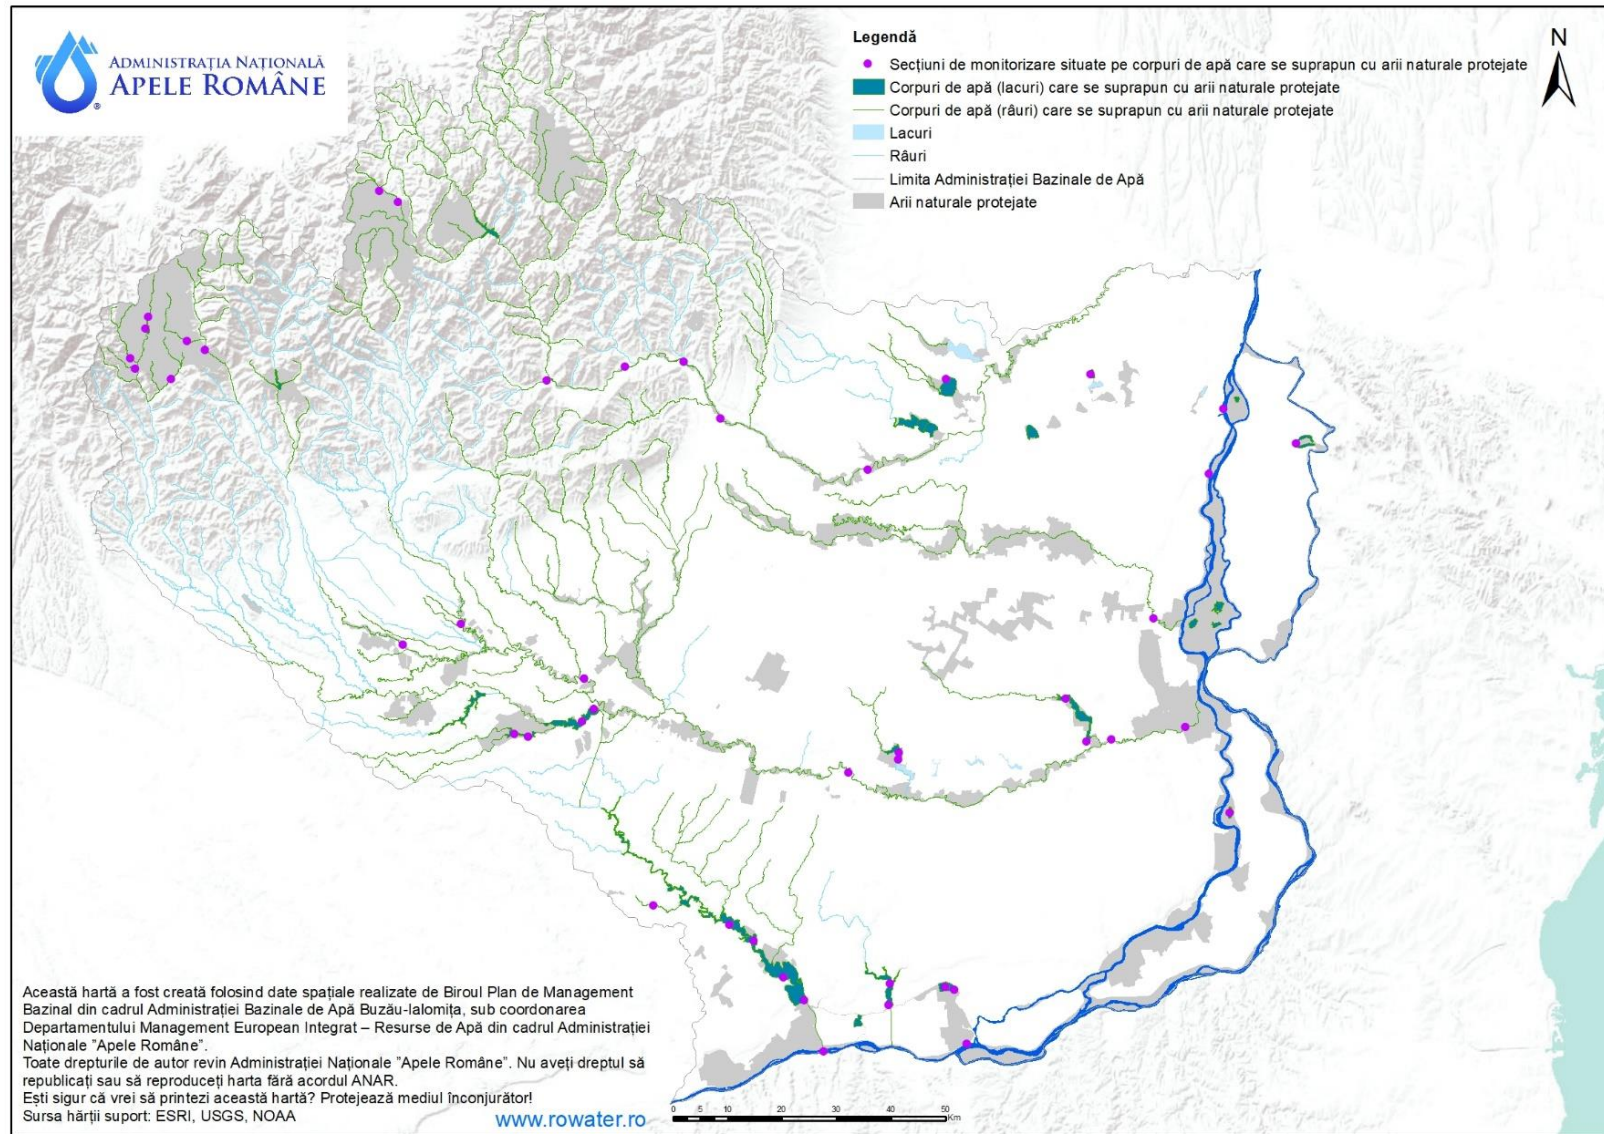 ADMINISTRAȚIA NAȚIONALĂ
APELE ROMÂNE
®
Legendă
Secțiuni de monitorizare situate pe corpuri de apă care se suprapun cu arii naturale protejate
Corpuri de apă (lacuri) care se suprapun cu arii naturale protejate
Corpuri de apă (râuri) care se suprapun cu arii naturale protejate
Lacuri
Râuri
Limita Administrației Bazinale de Apă
Arii naturale protejate
N
Această hartă a fost creată folosind date spațiale realizate de Biroul Plan de Management
Bazinal din cadrul Administrației Bazinale de Apă Buzău-Ialomița, sub coordonarea
Departamentului Management European Integrat – Resurse de Apă din cadrul Administrației
Naționale "Apele Române".
Toate drepturile de autor revin Administrației Naționale "Apele Române". Nu aveți dreptul să
republicați sau să reproduceți harta fără acordul ANAR.
Ești sigur că vrei să printezi această hartă? Protejează mediul înconjurător!
Sursa hărții suport: ESRI, USGS, NOAA
www.rowater.ro
0 5 10 20 30 40 50
Km